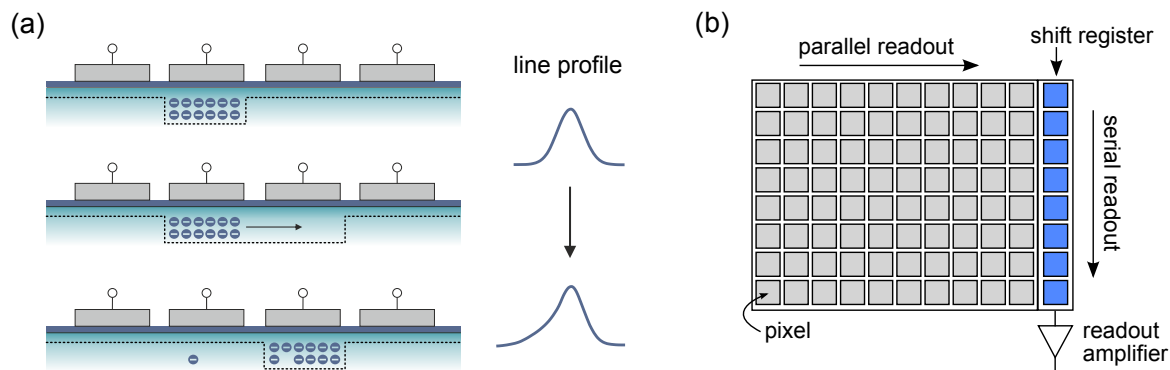 (a)
line profile
(b)
parallel readout
shift register
serial readout
pixel
readout
amplifier